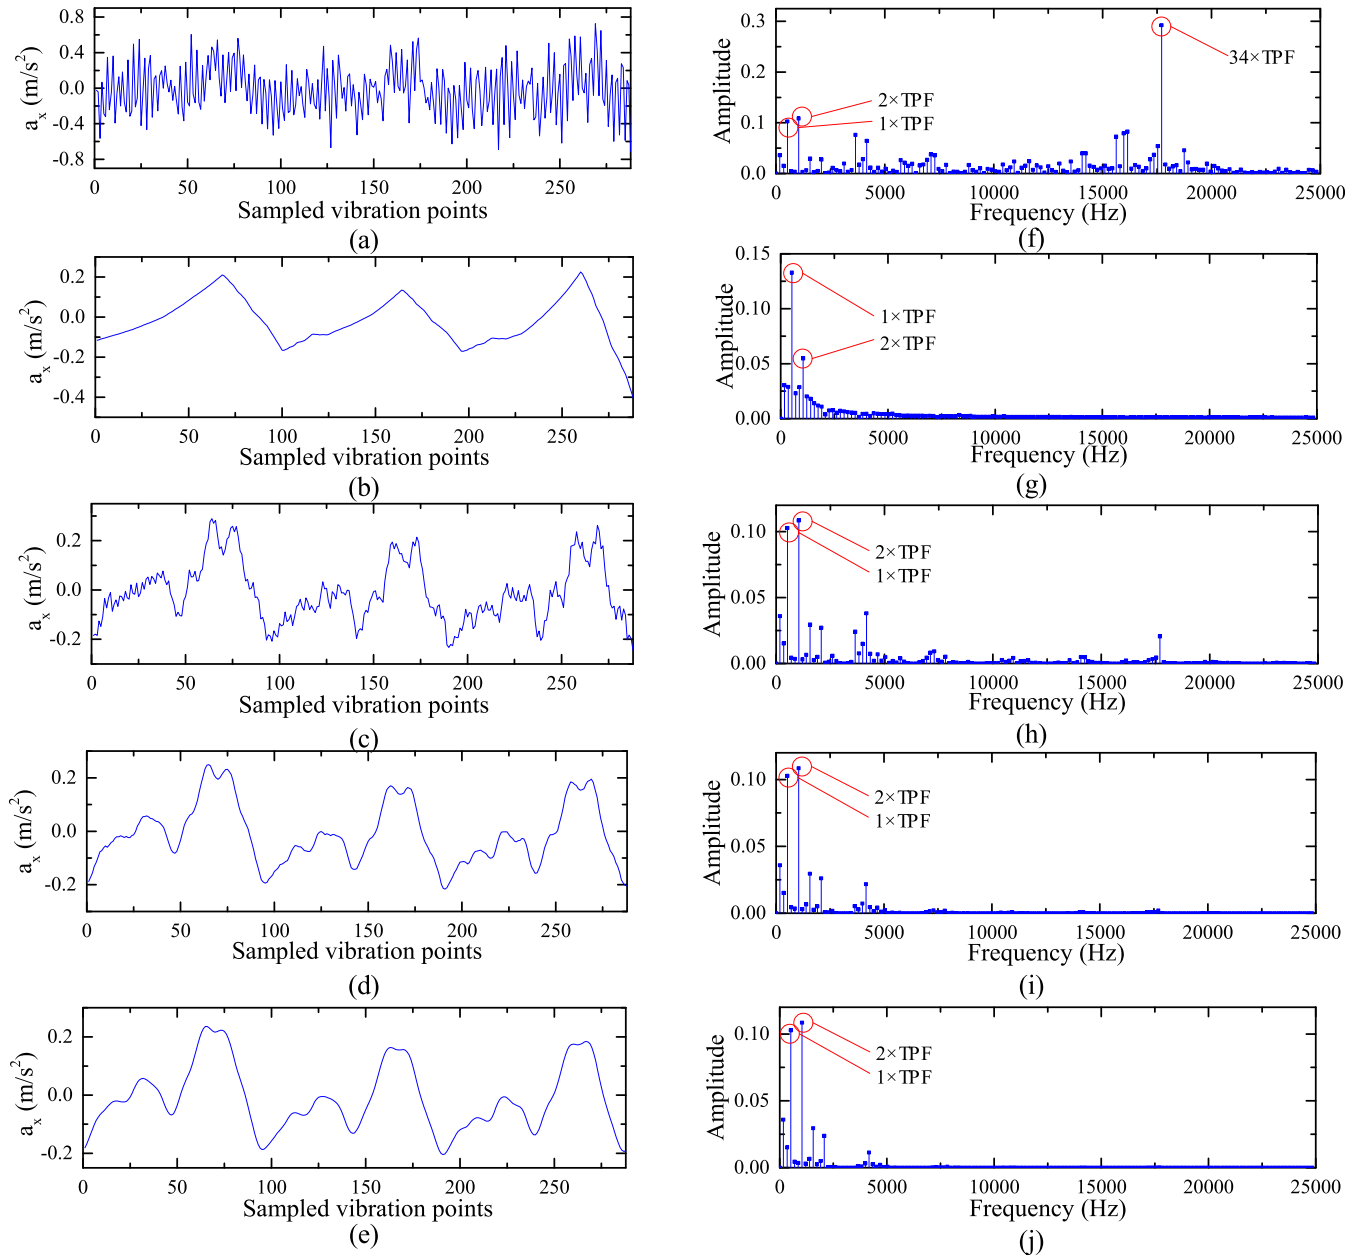 0.8
0.4
0.0
-0.4
-0.8
a_x (m/s²)
0 50 100 150 200 250
Sampled vibration points
(a)
0.3
0.2
0.1
0.0
Amplitude
34×TPF
2×TPF
1×TPF
0 5000 10000 15000 20000 25000
Frequency (Hz)
(f)
0.2
0.0
-0.2
-0.4
a_x (m/s²)
0 50 100 150 200 250
Sampled vibration points
(b)
0.15
0.10
0.05
0.00
Amplitude
1×TPF
2×TPF
0 5000 10000 15000 20000 25000
Frequency (Hz)
(g)
0.2
0.0
-0.2
a_x (m/s²)
0 50 100 150 200 250
Sampled vibration points
(c)
0.10
0.05
0.00
Amplitude
2×TPF
1×TPF
0 5000 10000 15000 20000 25000
Frequency (Hz)
(h)
0.2
0.0
-0.2
a_x (m/s²)
0 50 100 150 200 250
Sampled vibration points
(d)
0.10
0.05
0.00
Amplitude
2×TPF
1×TPF
0 5000 10000 15000 20000 25000
Frequency (Hz)
(i)
0.2
0.0
-0.2
a_x (m/s²)
0 50 100 150 200 250
Sampled vibration points
(e)
0.10
0.05
0.00
Amplitude
2×TPF
1×TPF
0 5000 10000 15000 20000 25000
Frequency (Hz)
(j)